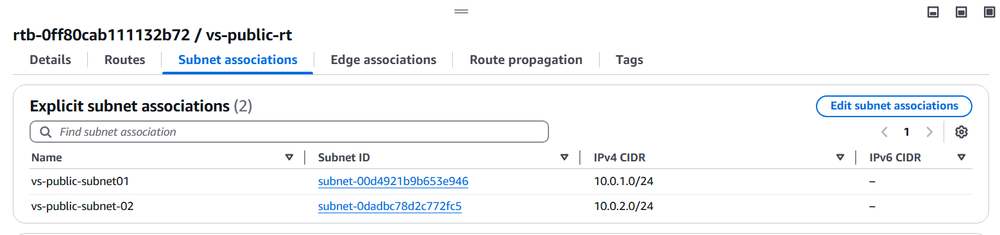 rtb-0ff80cab111132b72 / vs-public-rt
Details Routes Subnet associations Edge associations Route propagation Tags
Explicit subnet associations (2) Edit subnet associations
Find subnet association 1
Name Subnet ID IPv4 CIDR IPv6 CIDR
vs-public-subnet01 subnet-00d4921b9b653e946 10.0.1.0/24 –
vs-public-subnet-02 subnet-0dadbc78d2c772fc5 10.0.2.0/24 –